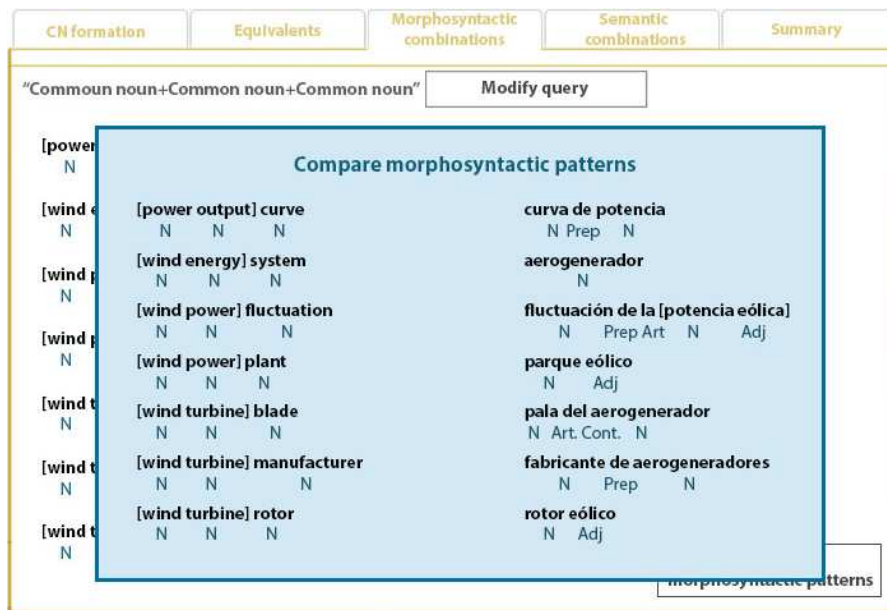 CN formation
Equivalents
Morphosyntactic
combinations
Semantic
combinations
Summary
"Commoun noun+Common noun+Common noun"
Modify query
[power
N
[wind e
N
[wind p
N
[wind p
N
[wind t
N
[wind t
N
[wind t
N
Compare morphosyntactic patterns
[power output] curve
N N N
curva de potencia
N Prep N
[wind energy] system
N N N
aerogenerador
N
[wind power] fluctuation
N N N
fluctuación de la [potencia eólica]
N Prep Art N Adj
[wind power] plant
N N N
parque eólico
N Adj
[wind turbine] blade
N N N
pala del aerogenerador
N Art. Cont. N
[wind turbine] manufacturer
N N N
fabricante de aerogeneradores
N Prep N
[wind turbine] rotor
N N N
rotor eólico
N Adj
morphosyntactic patterns